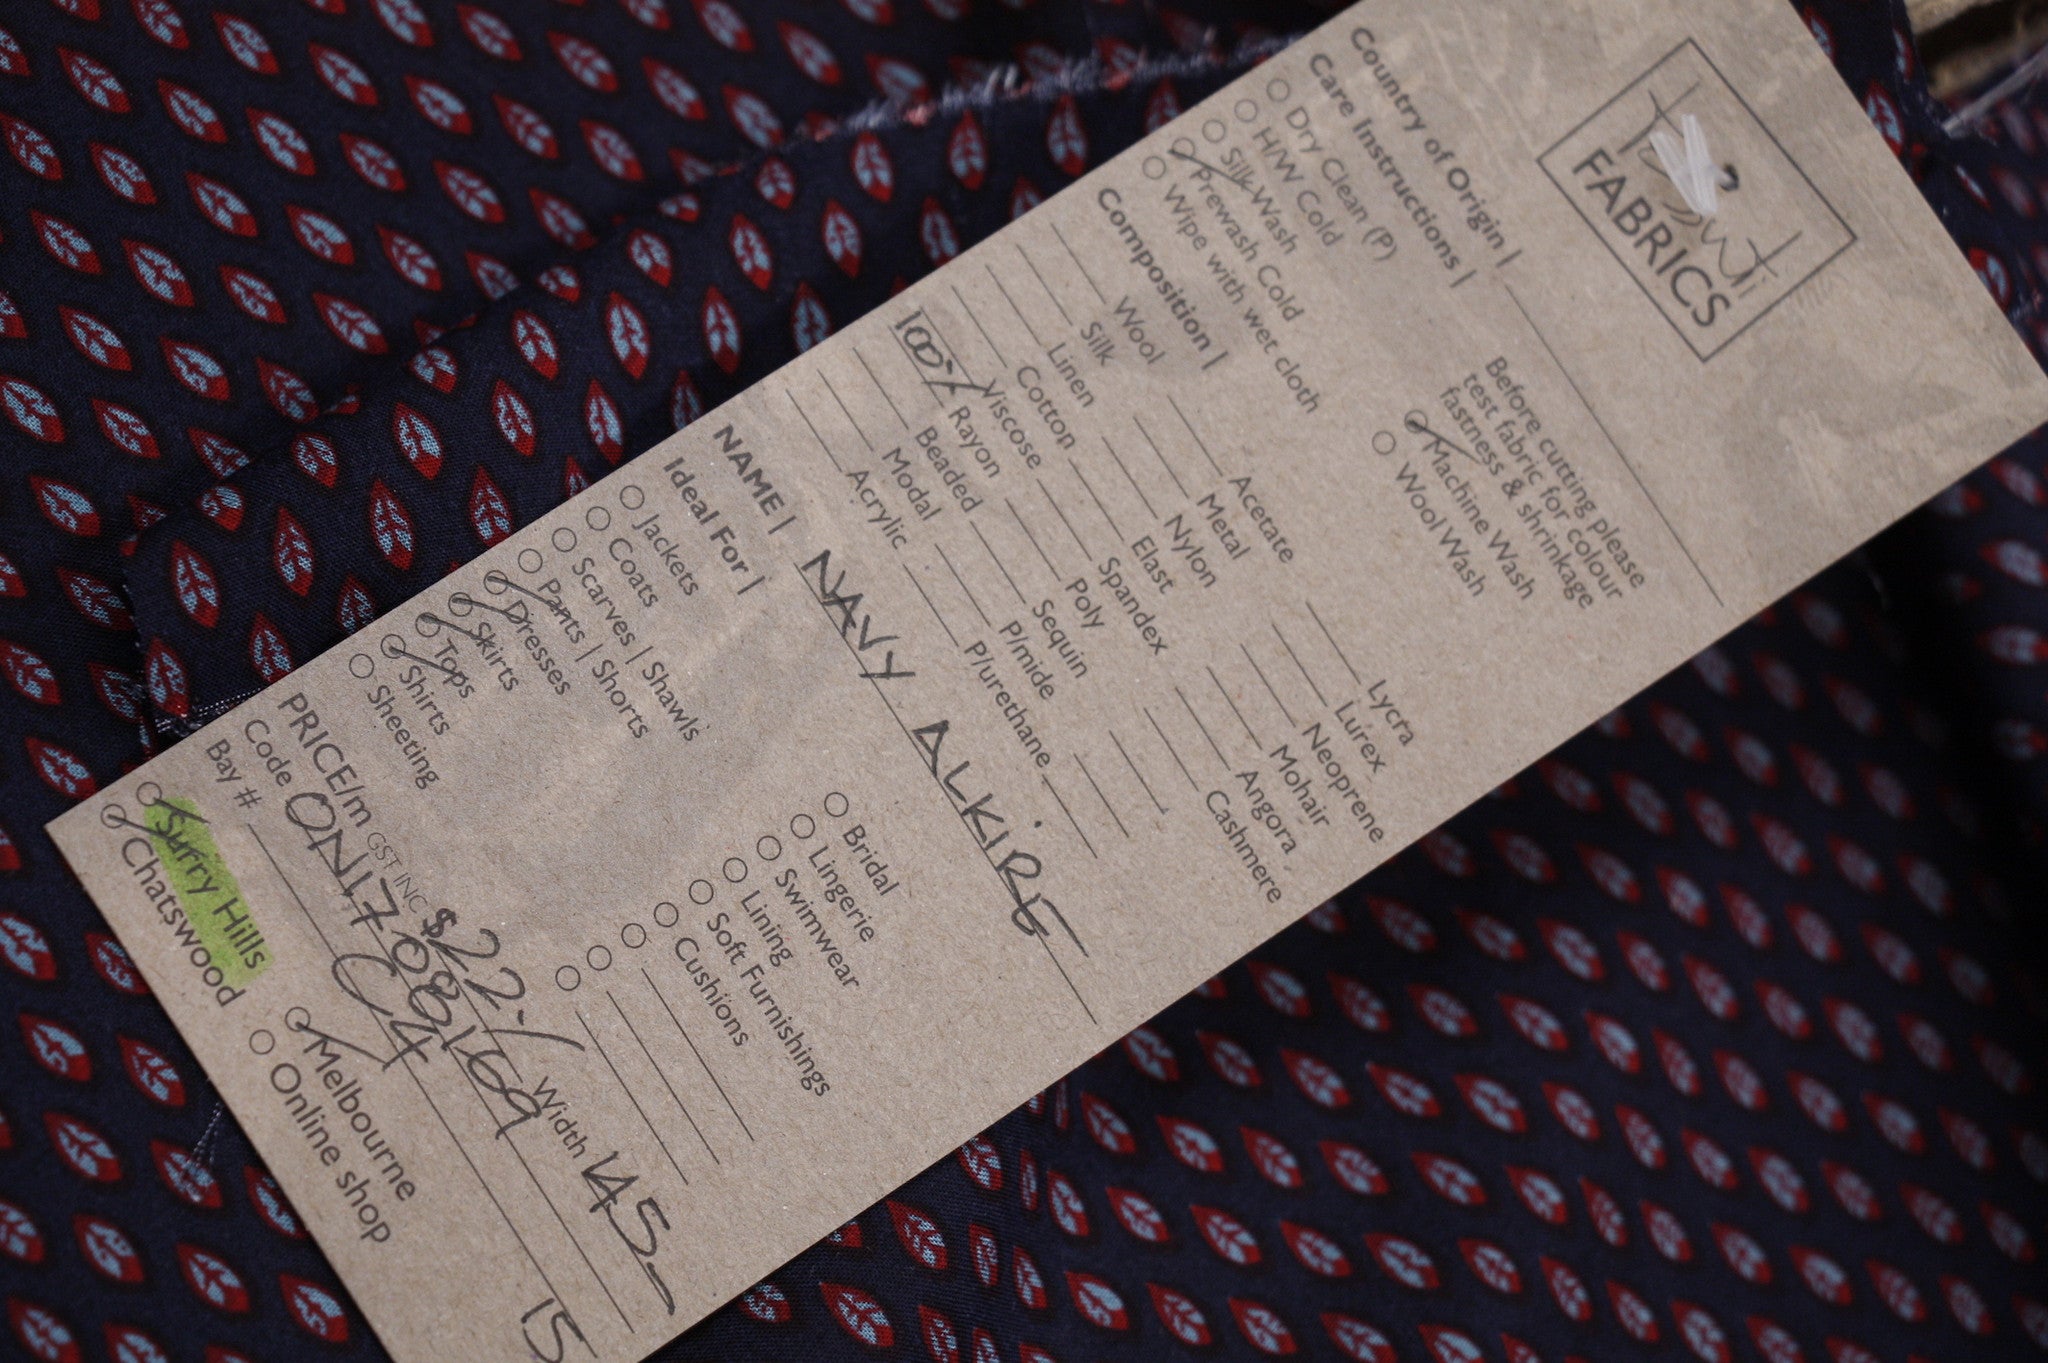 FABRICS
Country of Origin |
Care Instructions |
Dry Clean (P)
H/W Cold
Silk Wash
Prewash Cold
Wipe with wet cloth
Before cutting please
test fabric for colour
fastness & shrinkage
Machine Wash
Wool Wash
Composition |
Wool
Silk
Linen
Cotton
100% Viscose
Rayon
Beaded
Modal
Acrylic
Acetate
Metal
Nylon
Elast
Spandex
Poly
Sequin
P/mide
P/urethane
Lycra
Lurex
Neoprene
Mohair
Angora
Cashmere
NAME | NAVY ALKIRE
Ideal For |
Jackets
Coats
Scarves | Shawls
Pants | Shorts
Dresses
Skirts
Tops
Shirts
Sheeting
Bridal
Lingerie
Swimwear
Lining
Soft Furnishings
Cushions
PRICE/m GST INC $22./ Width 145
Code ON1708169
Bay # C4 15
Surry Hills
Chatswood
Melbourne
Online shop